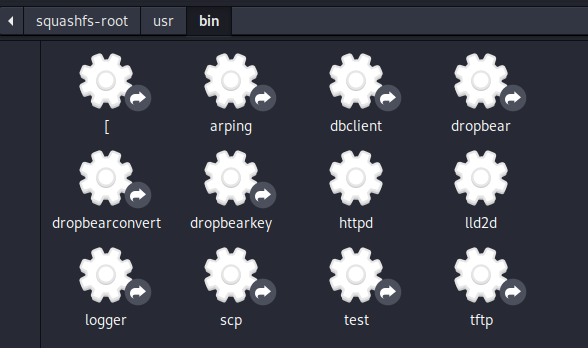 squashfs-root usr bin
[ arping dbclient dropbear
dropbearconvert dropbearkey httpd lld2d
logger scp test tftp